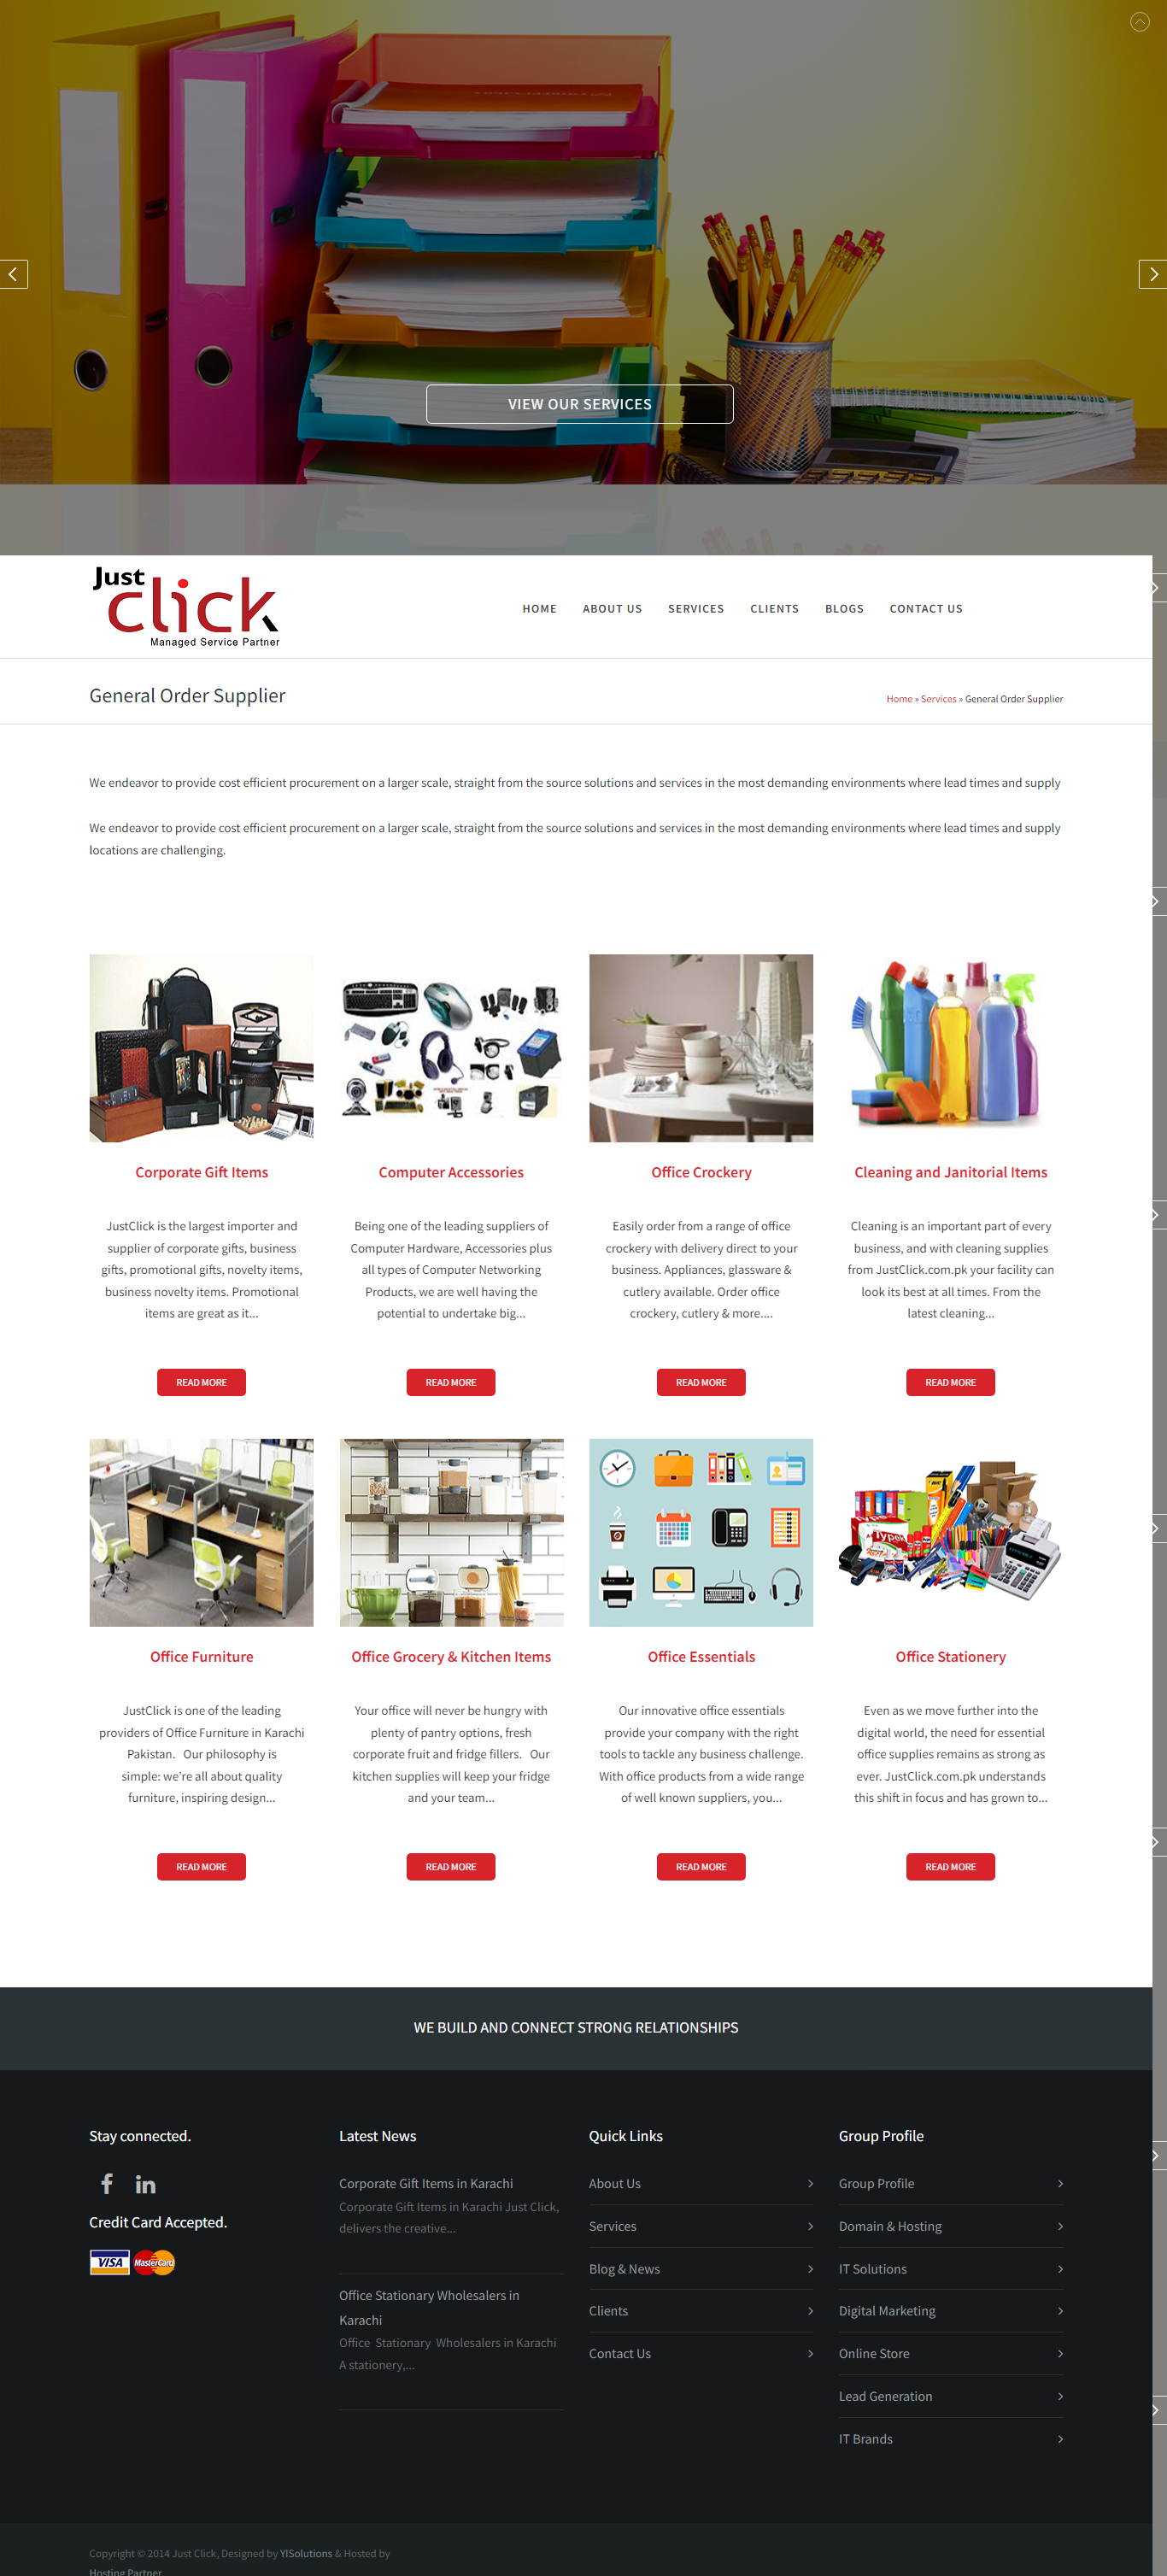 VIEW OUR SERVICES
Just
click
Managed Service Partner
HOME ABOUT US SERVICES CLIENTS BLOGS CONTACT US
General Order Supplier
Home » Services » General Order Supplier
We endeavor to provide cost efficient procurement on a larger scale, straight from the source solutions and services in the most demanding environments where lead times and supply
We endeavor to provide cost efficient procurement on a larger scale, straight from the source solutions and services in the most demanding environments where lead times and supply
locations are challenging.
Corporate Gift Items
JustClick is the largest importer and
supplier of corporate gifts, business
gifts, promotional gifts, novelty items,
business novelty items. Promotional
items are great as it...
READ MORE
Computer Accessories
Being one of the leading suppliers of
Computer Hardware, Accessories plus
all types of Computer Networking
Products, we are well having the
potential to undertake big...
READ MORE
Office Crockery
Easily order from a range of office
crockery with delivery direct to your
business. Appliances, glassware &
cutlery available. Order office
crockery, cutlery & more....
READ MORE
Cleaning and Janitorial Items
Cleaning is an important part of every
business, and with cleaning supplies
from JustClick.com.pk your facility can
look its best at all times. From the
latest cleaning...
READ MORE
Office Furniture
JustClick is one of the leading
providers of Office Furniture in Karachi
Pakistan. Our philosophy is
simple: we're all about quality
furniture, inspiring design...
READ MORE
Office Grocery & Kitchen Items
Your office will never be hungry with
plenty of pantry options, fresh
corporate fruit and fridge fillers. Our
kitchen supplies will keep your fridge
and your team...
READ MORE
Office Essentials
Our innovative office essentials
provide your company with the right
tools to tackle any business challenge.
With office products from a wide range
of well known suppliers, you...
READ MORE
Office Stationery
Even as we move further into the
digital world, the need for essential
office supplies remains as strong as
ever. JustClick.com.pk understands
this shift in focus and has grown to...
READ MORE
WE BUILD AND CONNECT STRONG RELATIONSHIPS
Stay connected.
Credit Card Accepted.
VISA MasterCard
Latest News
Corporate Gift Items in Karachi
Corporate Gift Items in Karachi Just Click,
delivers the creative...
Office Stationary Wholesalers in
Karachi
Office Stationary Wholesalers in Karachi
A stationery,...
Quick Links
About Us
Services
Blog & News
Clients
Contact Us
Group Profile
Group Profile
Domain & Hosting
IT Solutions
Digital Marketing
Online Store
Lead Generation
IT Brands
Copyright © 2014 Just Click, Designed by YISolutions & Hosted by
Hosting Partner